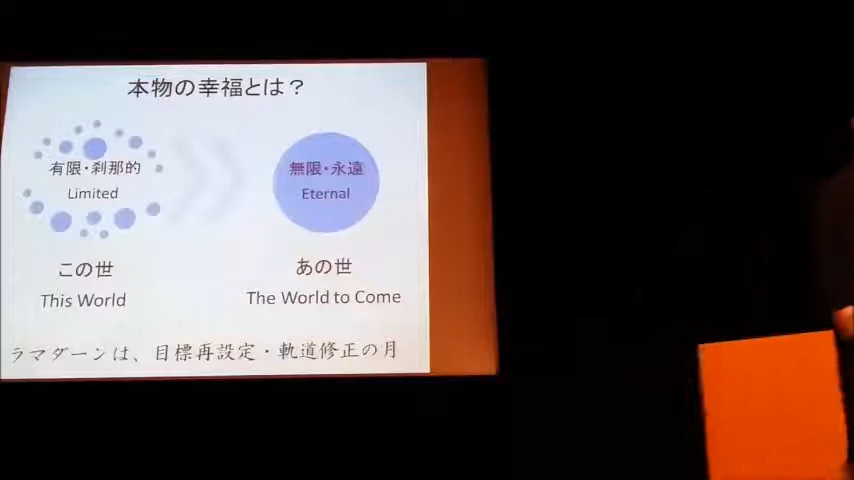 本物の幸福とは？
有限・刹那的
Limited
無限・永遠
Eternal
この世
This World
あの世
The World to Come
ラマダーンは、目標再設定・軌道修正の月